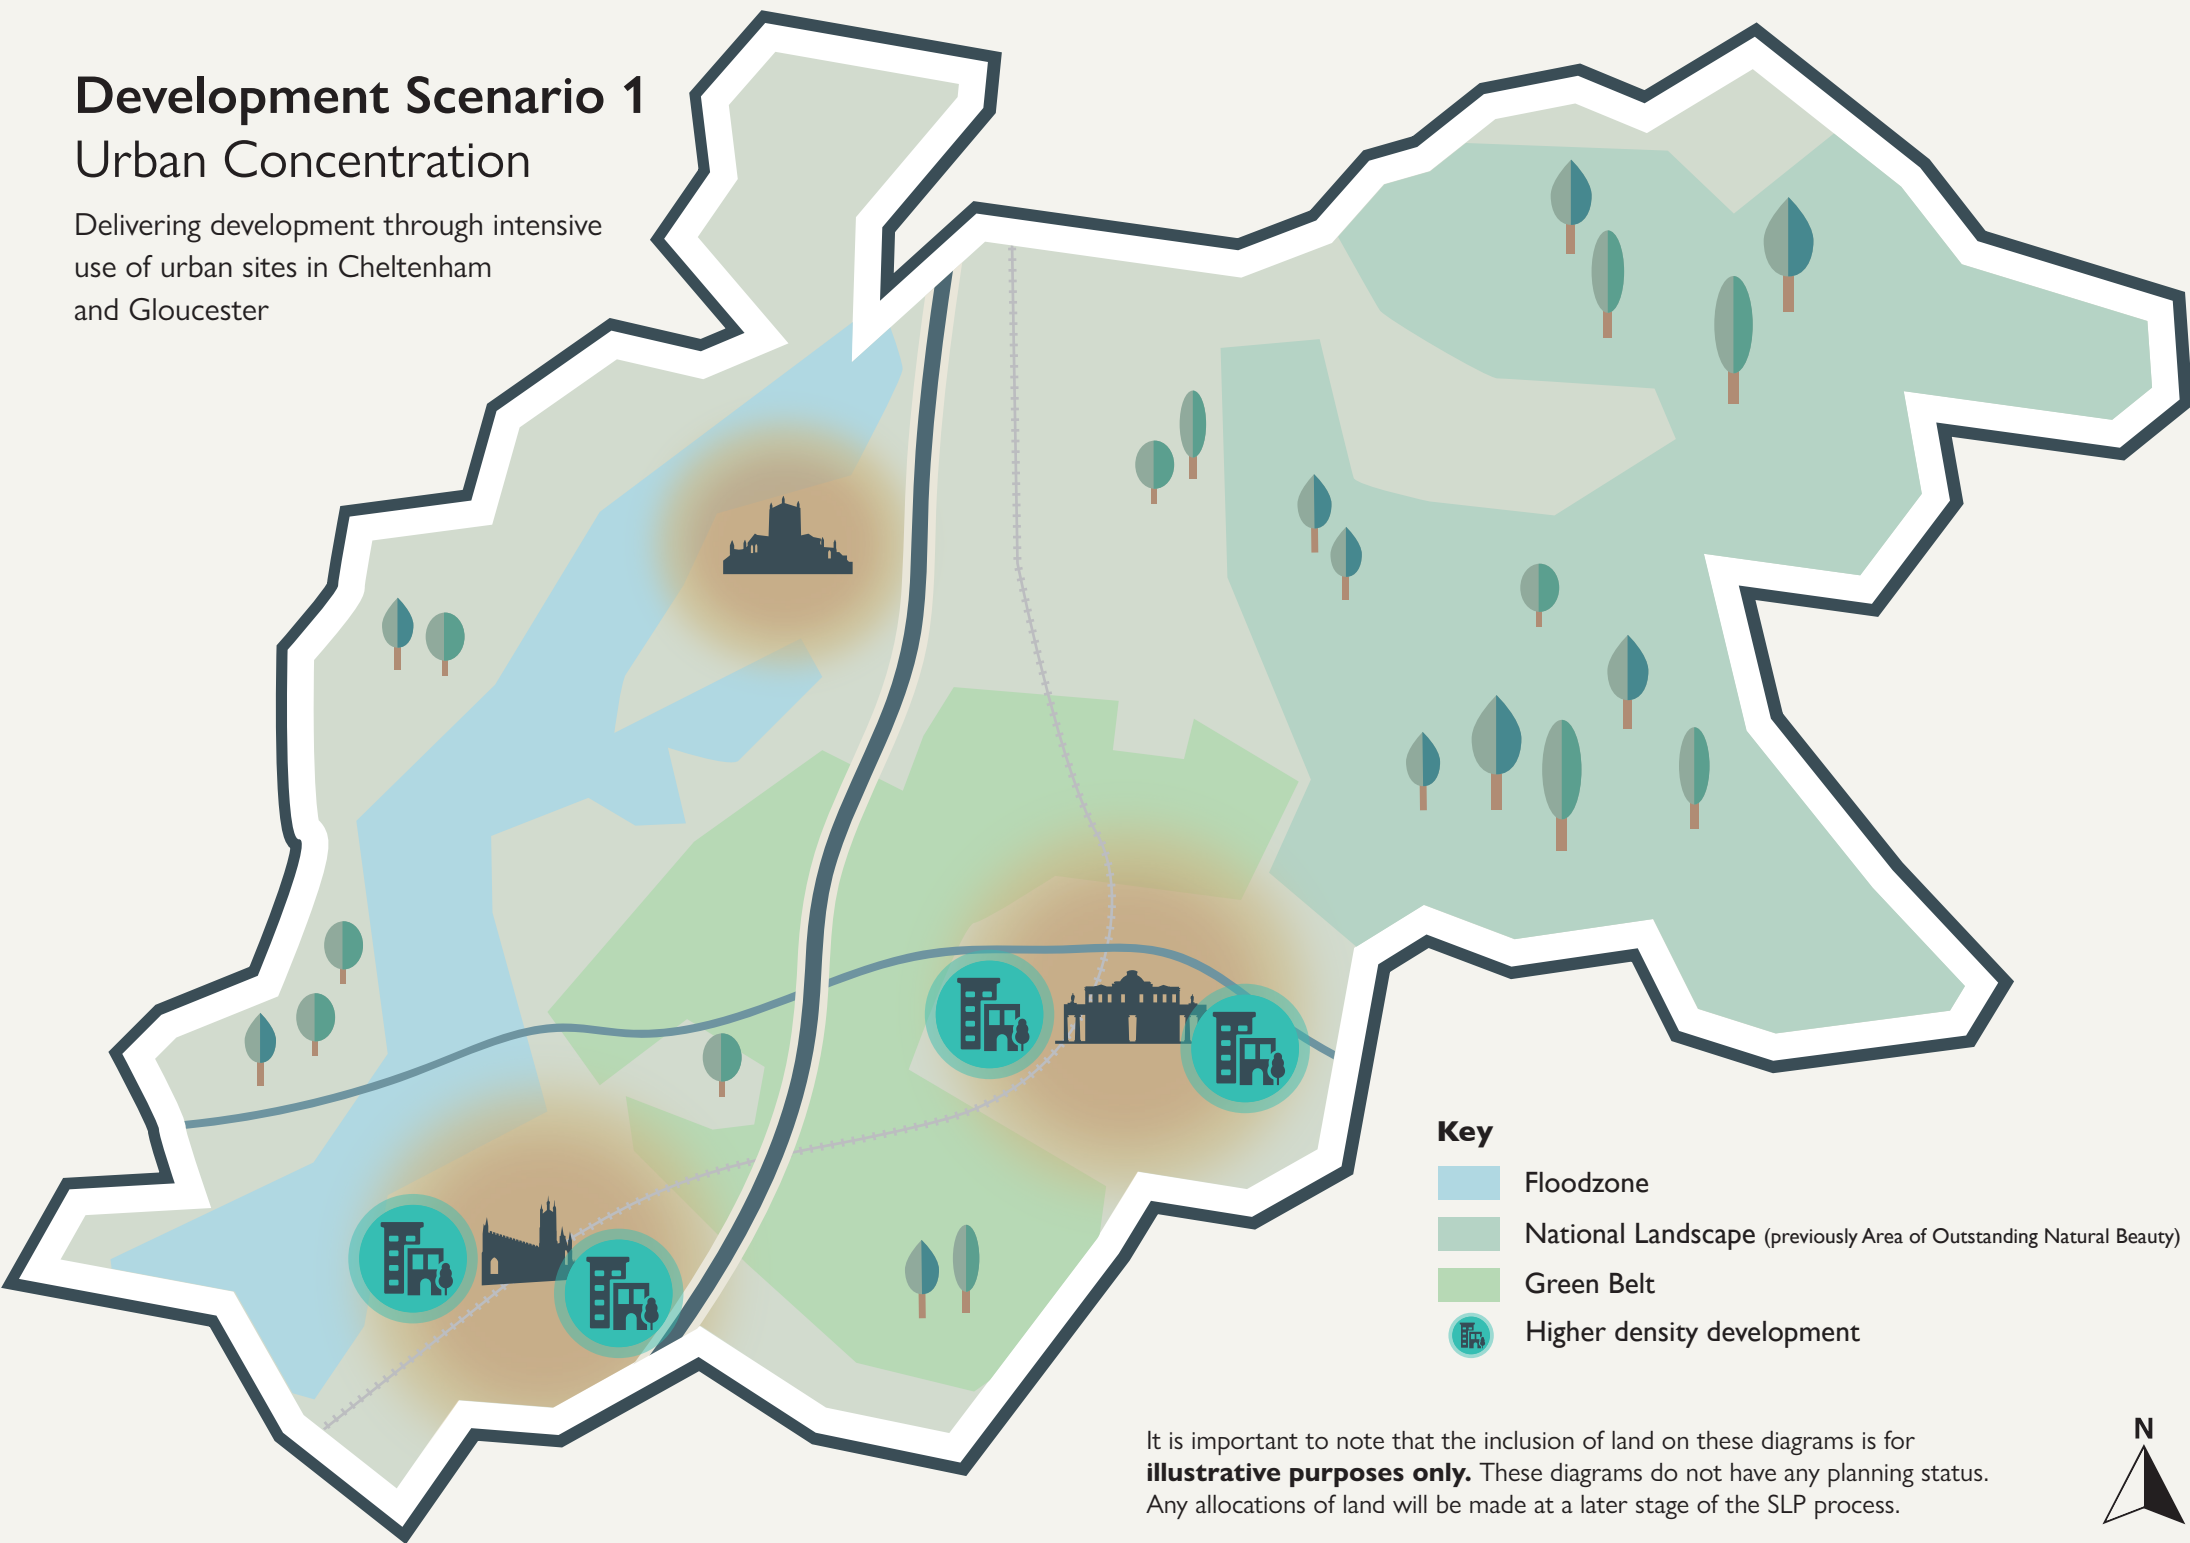 Development Scenario 1
Urban Concentration
Delivering development through intensive
use of urban sites in Cheltenham
and Gloucester
Key
Floodzone
National Landscape (previously Area of Outstanding Natural Beauty)
Green Belt
Higher density development
It is important to note that the inclusion of land on these diagrams is for
illustrative purposes only. These diagrams do not have any planning status.
Any allocations of land will be made at a later stage of the SLP process.
N